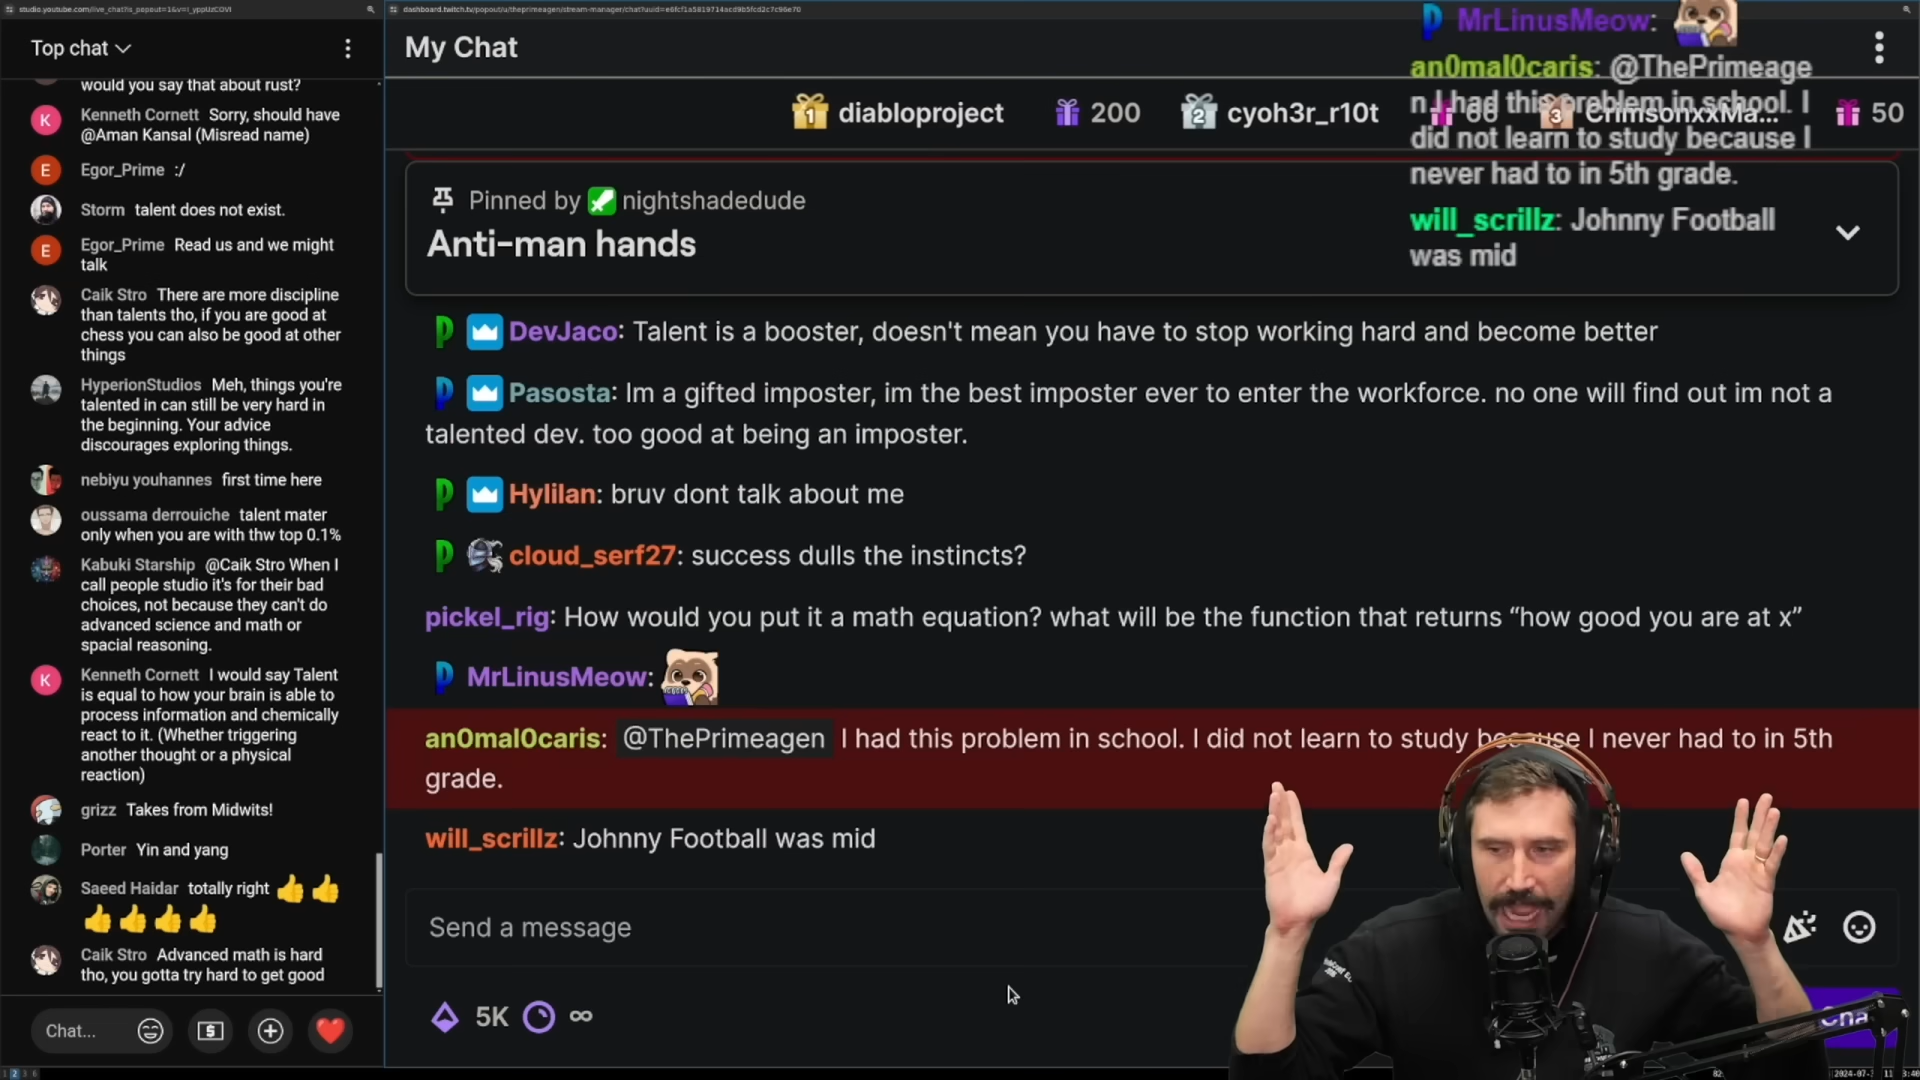 studio.youtube.com/live_chat?is_popout=1&v=
Top chat
would you say that about rust?
Kenneth Cornett Sorry, should have
@Aman Kansal (Misread name)
Egor_Prime :/
Storm talent does not exist.
Egor_Prime Read us and we might
talk
Caik Stro There are more discipline
than talents tho, if you are good at
chess you can also be good at other
things
HyperionStudios Meh, things you're
talented in can still be very hard in
the beginning. Your advice
discourages exploring things.
nebiyu youhannes first time here
oussama derrouiche talent mater
only when you are with thw top 0.1%
Kabuki Starship @Caik Stro When I
call people studio it's for their bad
choices, not because they can't do
advanced science and math or
spacial reasoning.
Kenneth Cornett I would say Talent
is equal to how your brain is able to
process information and chemically
react to it. (Whether triggering
another thought or a physical
reaction)
grizz Takes from Midwits!
Porter Yin and yang
Saeed Haidar totally right 👍 👍
👍 👍 👍 👍
Caik Stro Advanced math is hard
tho, you gotta try hard to get good
Chat...
My Chat
1 diabloproject 200 2 cyoh3r_r10t 60 3 CrimsonxxMa... 50
Pinned by nightshadedude
Anti-man hands
DevJaco: Talent is a booster, doesn't mean you have to stop working hard and become better
Pasosta: Im a gifted imposter, im the best imposter ever to enter the workforce. no one will find out im not a
talented dev. too good at being an imposter.
Hylilan: bruv dont talk about me
cloud_serf27: success dulls the instincts?
pickel_rig: How would you put it a math equation? what will be the function that returns “how good you are at x”
MrLinusMeow:
an0mal0caris: @ThePrimeagen I had this problem in school. I did not learn to study because I never had to in 5th
grade.
will_scrillz: Johnny Football was mid
Send a message
5K ∞
Cha
MrLinusMeow:
an0mal0caris: @ThePrimeage
n I had this problem in school. I
did not learn to study because I
never had to in 5th grade.
will_scrillz: Johnny Football
was mid